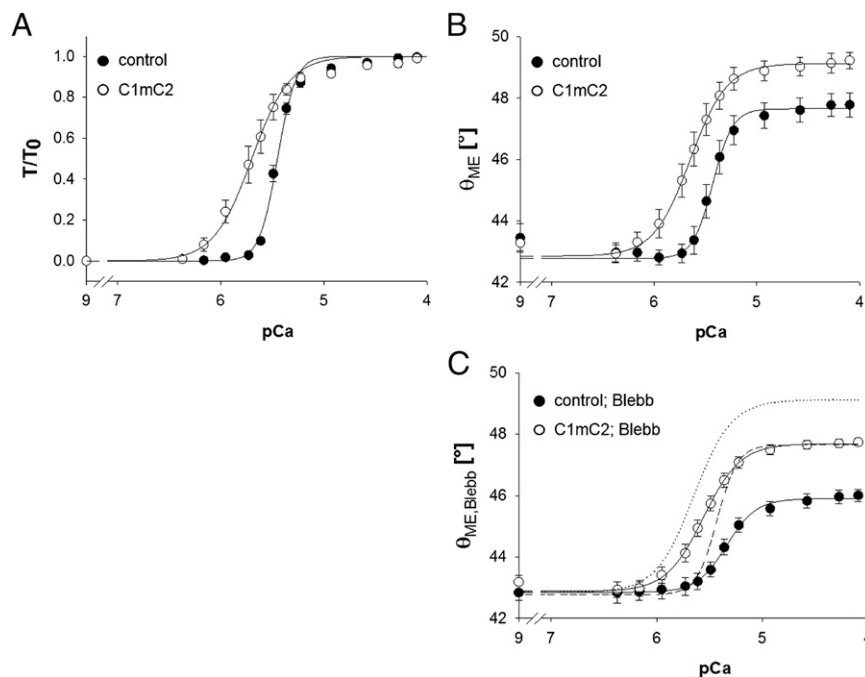 A
control
C1mC2
T/T0
1.0
0.8
0.6
0.4
0.2
0.0
9 7 6 5 4
pCa
B
control
C1mC2
θME [°]
50
48
46
44
42
9 7 6 5 4
pCa
C
control; Blebb
C1mC2; Blebb
θME,Blebb [°]
50
48
46
44
42
9 7 6 5
pCa